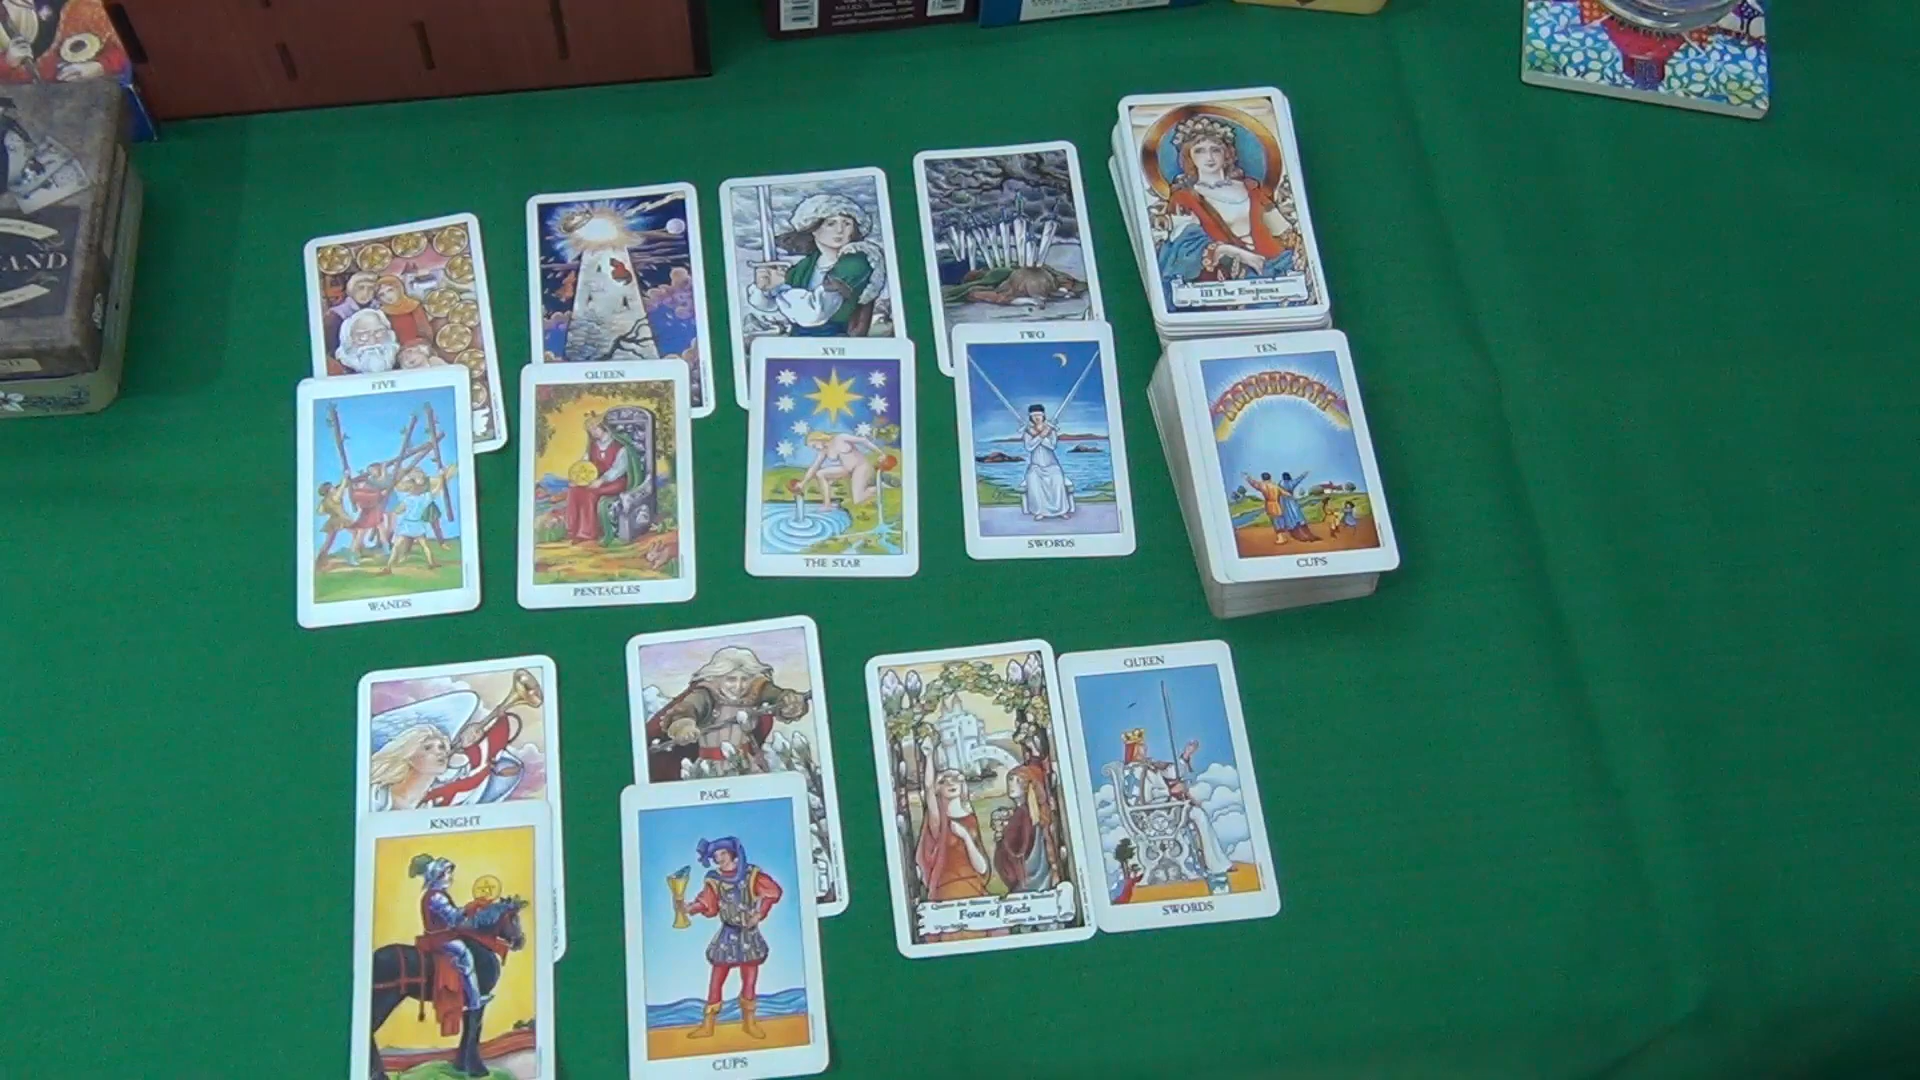 AND
III The Empress
FIVE
WANDS
QUEEN
PENTACLES
XVII
THE STAR
TWO
SWORDS
TEN
CUPS
KNIGHT
PAGE
CUPS
Four of Rods
QUEEN
SWORDS